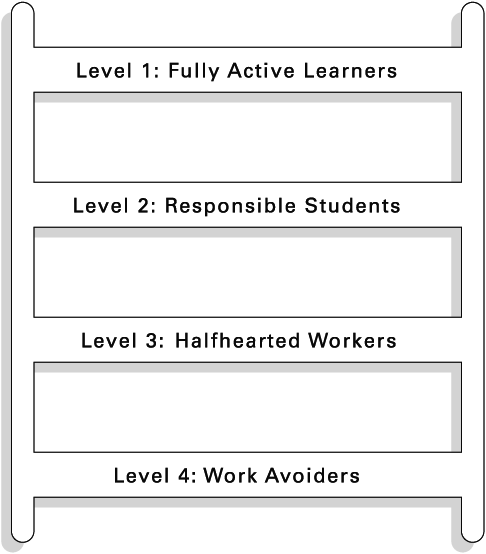 Level 1: Fully Active Learners
Level 2: Responsible Students
Level 3: Halfhearted Workers
Level 4: Work Avoiders